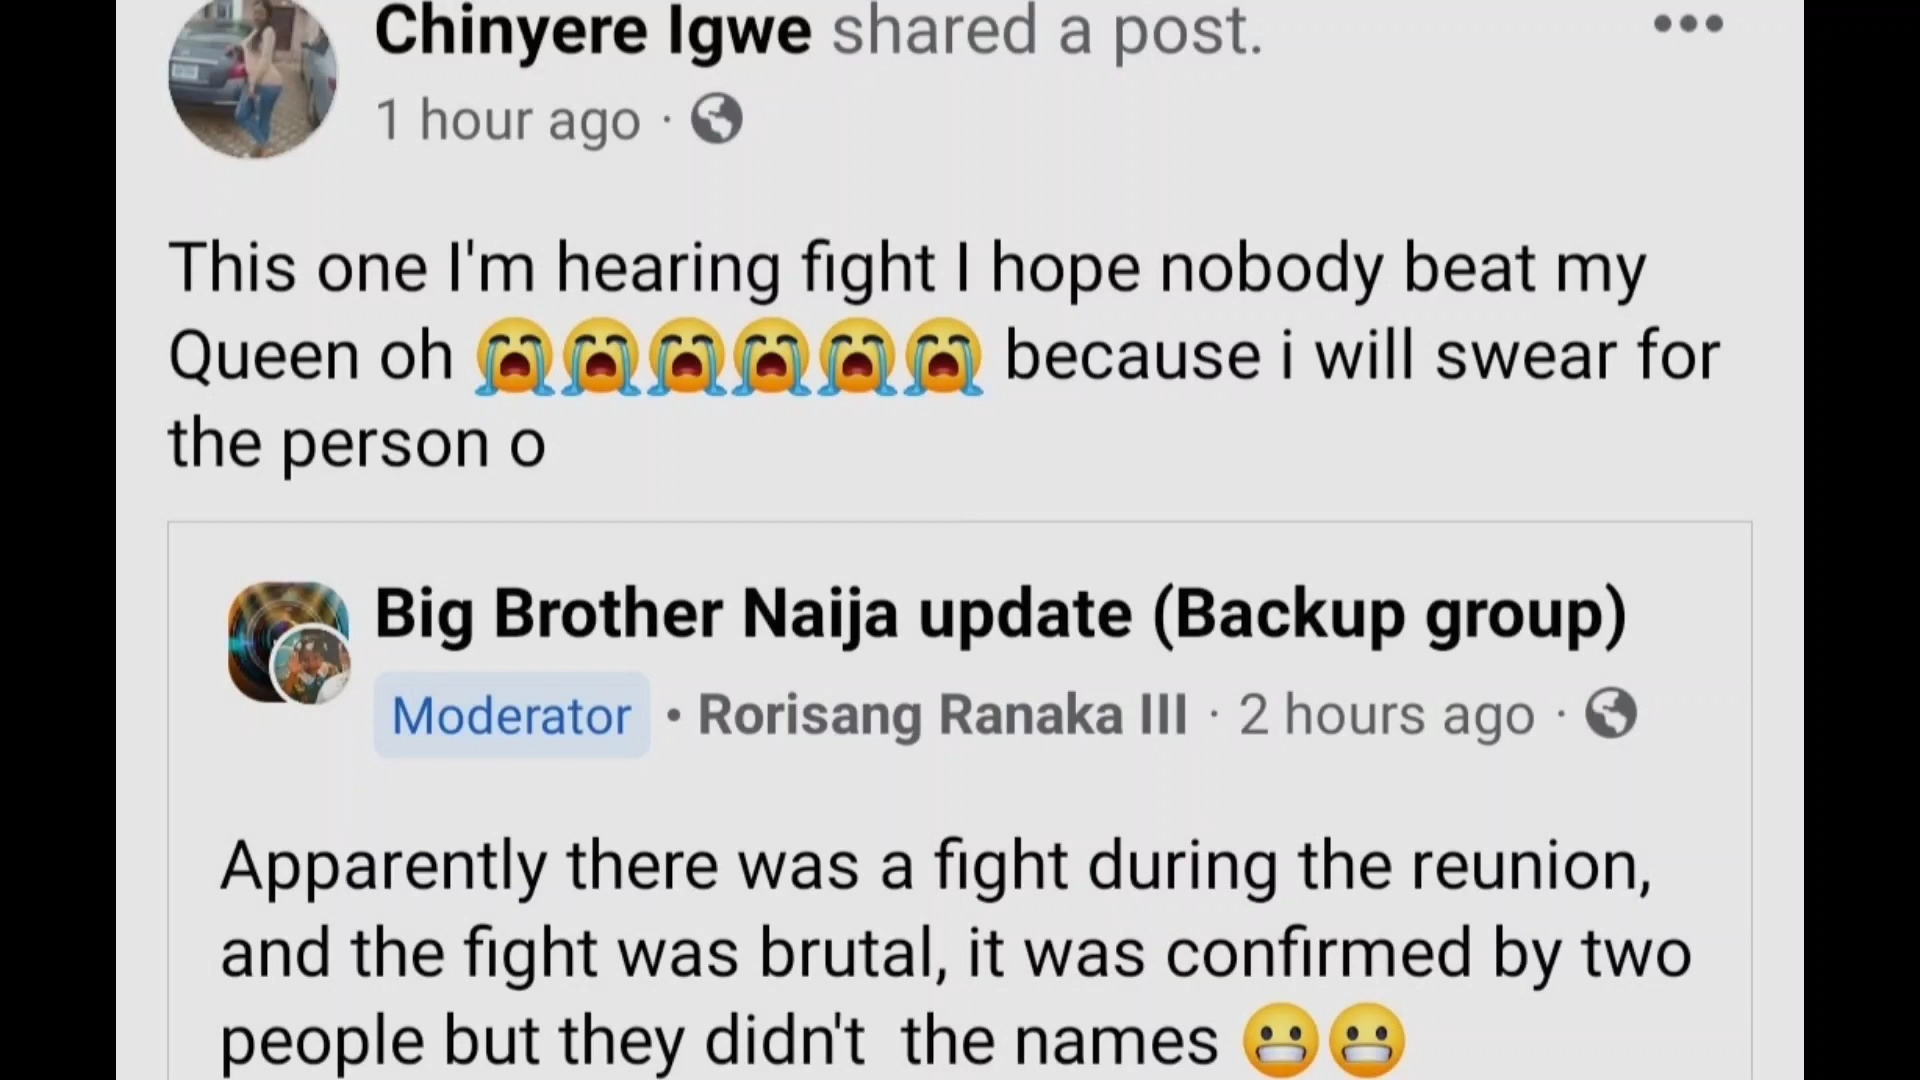 Chinyere Igwe shared a post.
1 hour ago ·
This one I'm hearing fight I hope nobody beat my
Queen oh 😭😭😭😭😭😭 because i will swear for
the person o
Big Brother Naija update (Backup group)
Moderator • Rorisang Ranaka III · 2 hours ago ·
Apparently there was a fight during the reunion,
and the fight was brutal, it was confirmed by two
people but they didn't the names 😬😬